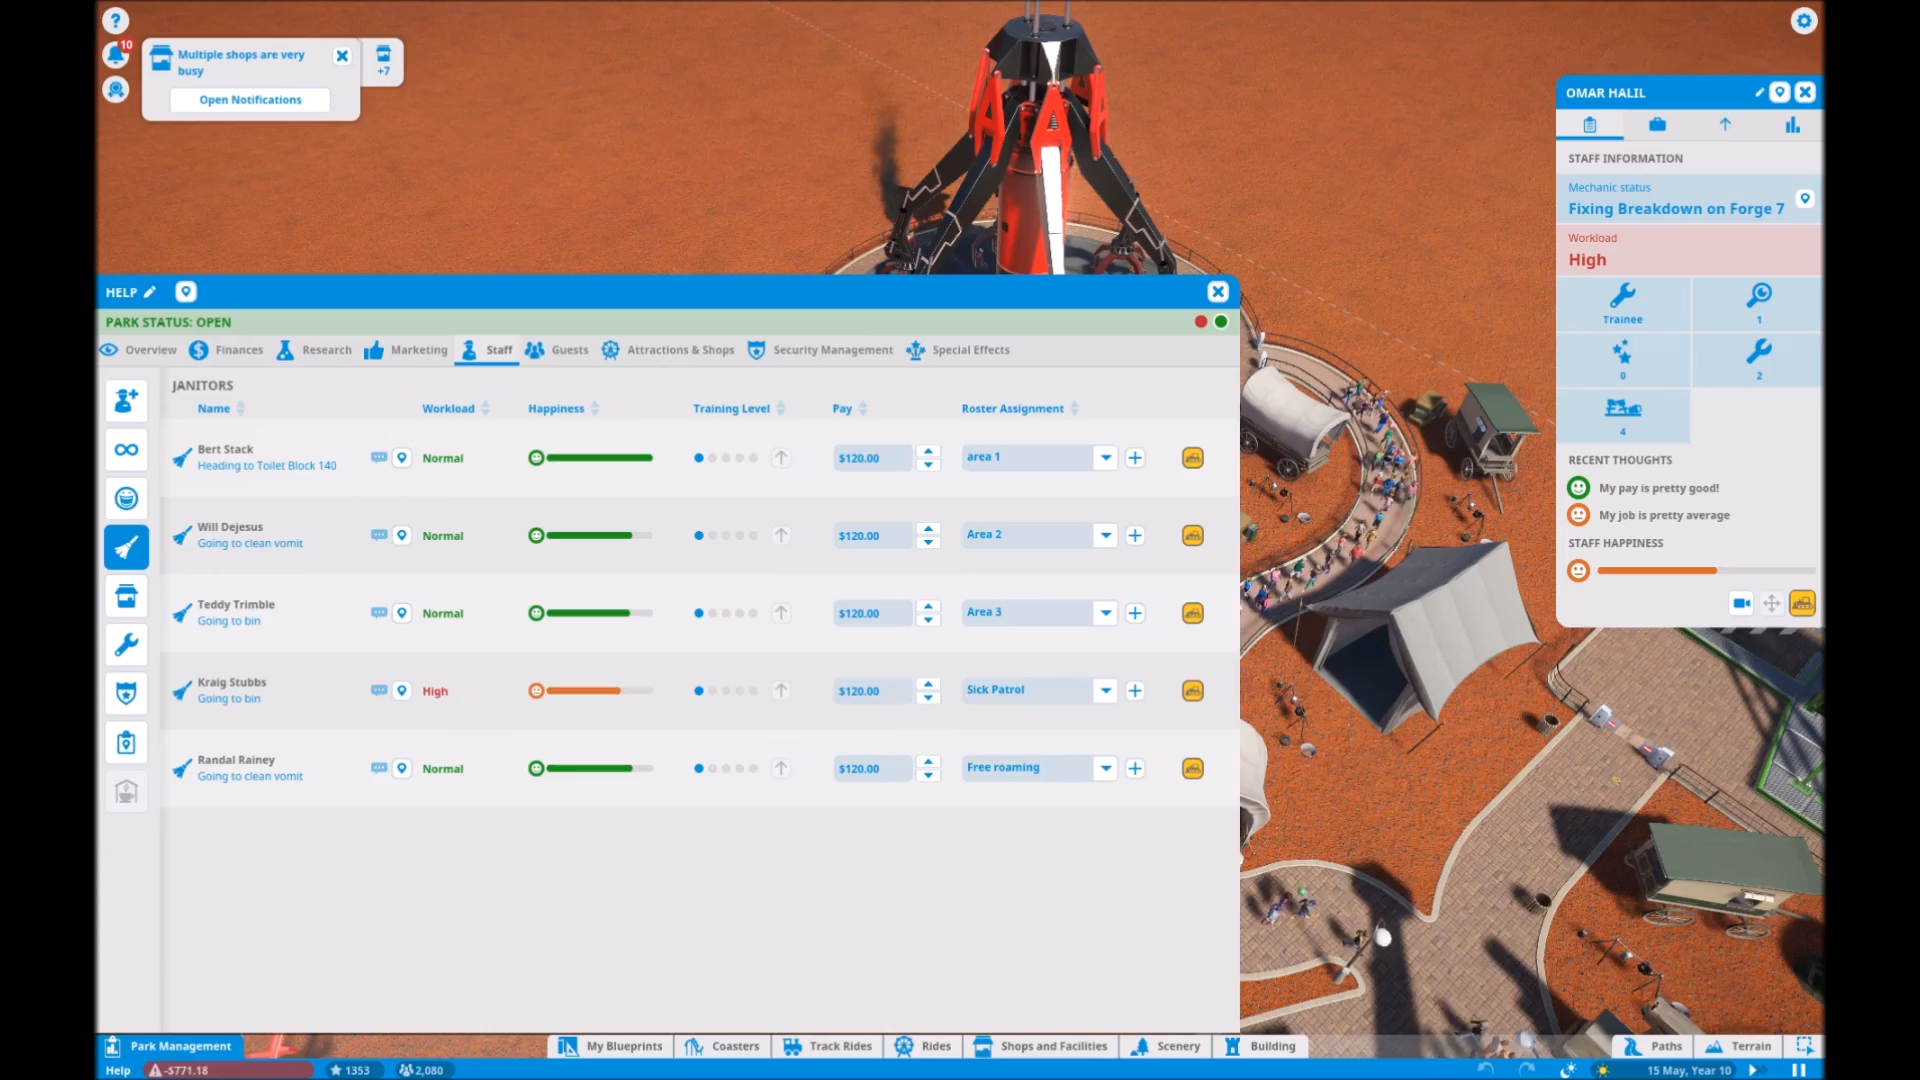 ?
10
Multiple shops are very
busy
+7
Open Notifications
OMAR HALIL
STAFF INFORMATION
Mechanic status
Fixing Breakdown on Forge 7
Workload
High
Trainee
1
0
2
4
RECENT THOUGHTS
My pay is pretty good!
My job is pretty average
STAFF HAPPINESS
HELP
PARK STATUS: OPEN
Overview Finances Research Marketing Staff Guests Attractions & Shops Security Management Special Effects
JANITORS
Name Workload Happiness Training Level Pay Roster Assignment
Bert Stack
Heading to Toilet Block 140
Normal
$120.00
area 1
Will Dejesus
Going to clean vomit
Normal
$120.00
Area 2
Teddy Trimble
Going to bin
Normal
$120.00
Area 3
Kraig Stubbs
Going to bin
High
$120.00
Sick Patrol
Randal Rainey
Going to clean vomit
Normal
$120.00
Free roaming
Park Management My Blueprints Coasters Track Rides Rides Shops and Facilities Scenery Building Paths Terrain
Help -$771.18 1353 2,080 15 May, Year 10